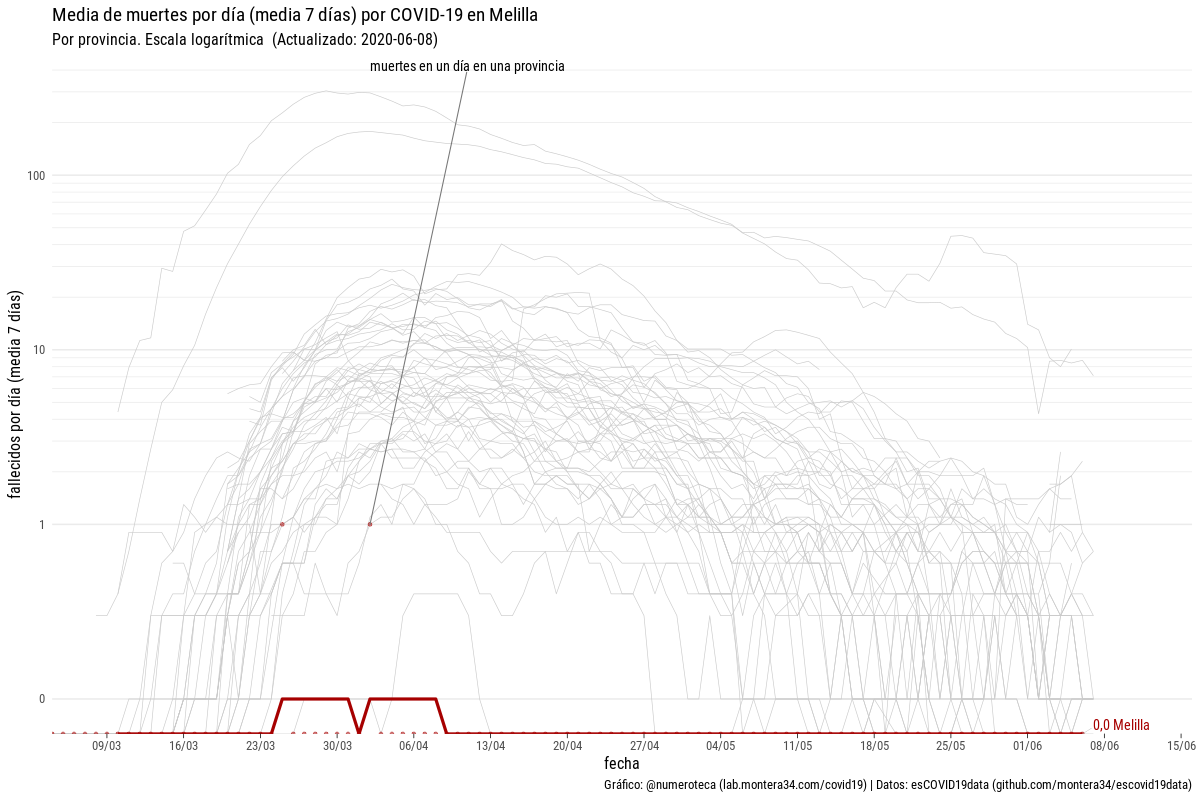 Media de muertes por día (media 7 días) por COVID-19 en Melilla
Por provincia. Escala logarítmica  (Actualizado: 2020-06-08)
muertes en un día en una provincia
fallecidos por día (media 7 días)
100
10
1
0
0,0 Melilla
09/03 16/03 23/03 30/03 06/04 13/04 20/04 27/04 04/05 11/05 18/05 25/05 01/06 08/06 15/06
fecha
Gráfico: @numeroteca (lab.montera34.com/covid19) | Datos: esCOVID19data (github.com/montera34/escovid19data)